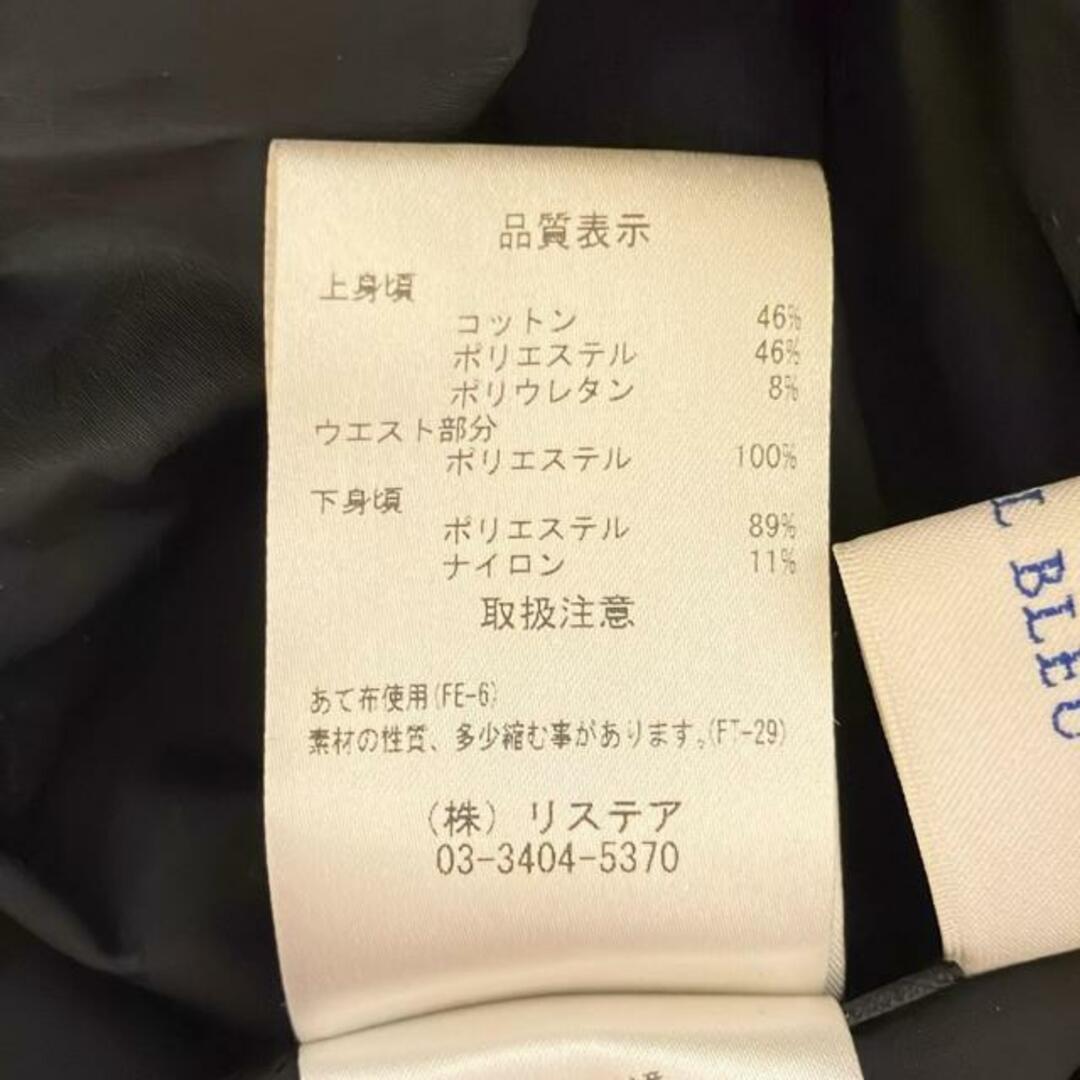 品質表示
上身頃
コットン 46%
ポリエステル 46%
ポリウレタン 8%
ウエスト部分
ポリエステル 100%
下身頃
ポリエステル 89%
ナイロン 11%
取扱注意
あて布使用(FE-6)
素材の性質、多少縮む事があります。(FT-29)
(株) リステア
03-3404-5370
BLEU